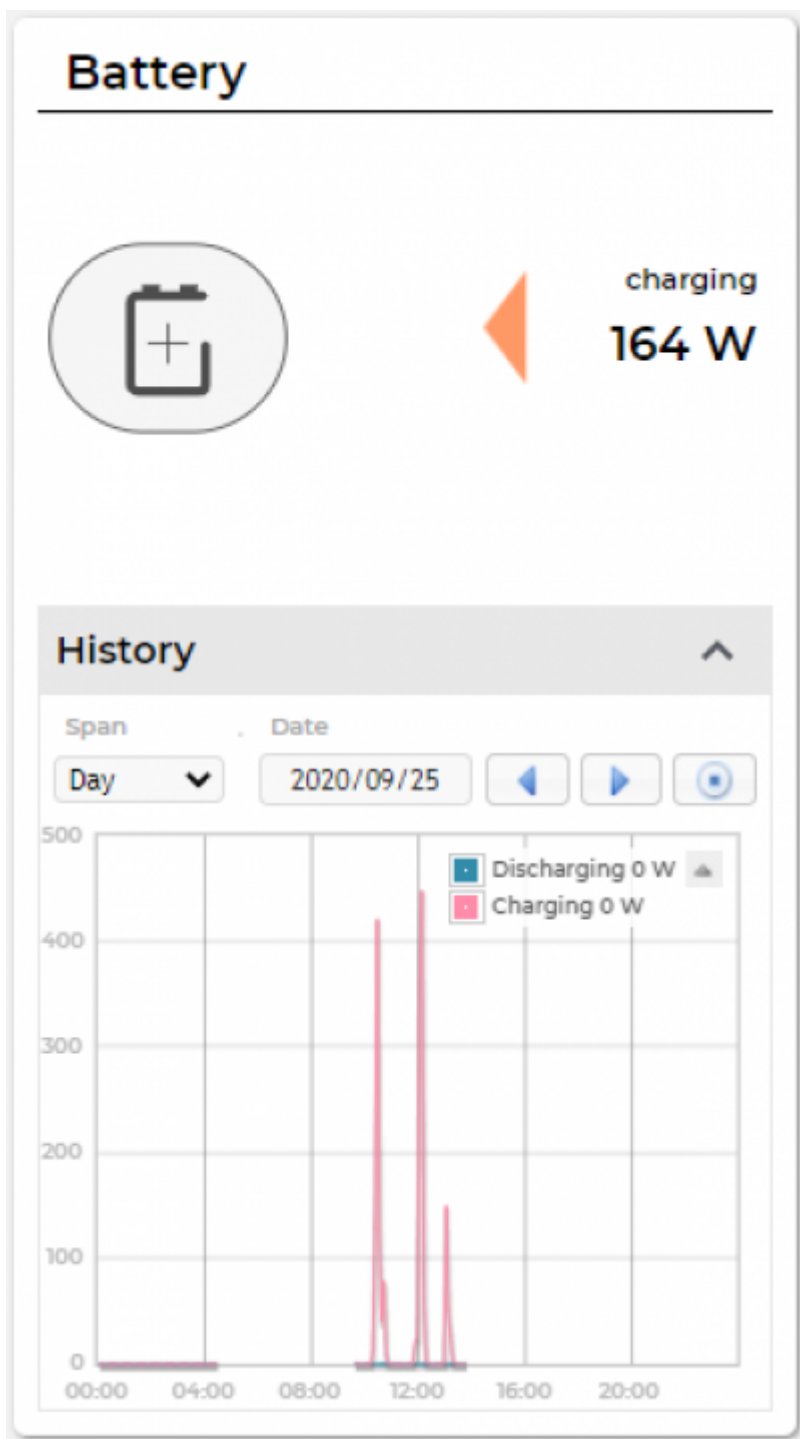 Battery
charging
164 W
History
Span . Date
Day 2020/09/25
500
Discharging 0 W
Charging 0 W
400
300
200
100
0
00:00 04:00 08:00 12:00 16:00 20:00